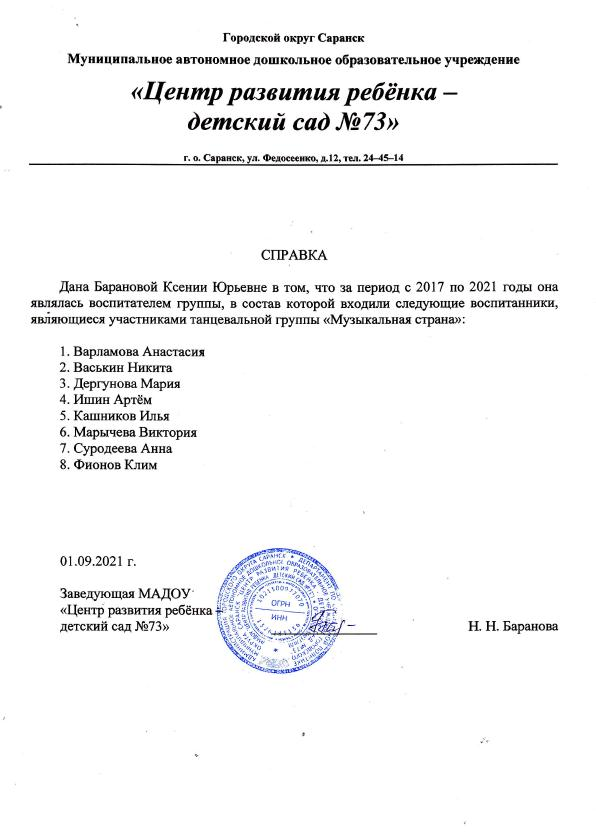 Городской округ Саранск
Муниципальное автономное дошкольное образовательное учреждение
«Центр развития ребёнка –
детский сад №73»
г. о. Саранск, ул. Федосеенко, д.12, тел. 24–45–14
СПРАВКА
Дана Барановой Ксении Юрьевне в том, что за период с 2017 по 2021 годы она
являлась воспитателем группы, в состав которой входили следующие воспитанники,
являющиеся участниками танцевальной группы «Музыкальная страна»:
1. Варламова Анастасия
2. Васькин Никита
3. Дергунова Мария
4. Ишин Артём
5. Кашников Илья
6. Марычева Виктория
7. Суродеева Анна
8. Фионов Клим
01.09.2021 г.
Заведующая МАДОУ
«Центр развития ребёнка –
детский сад №73»
Н. Н. Баранова
ОГРН
ИНН